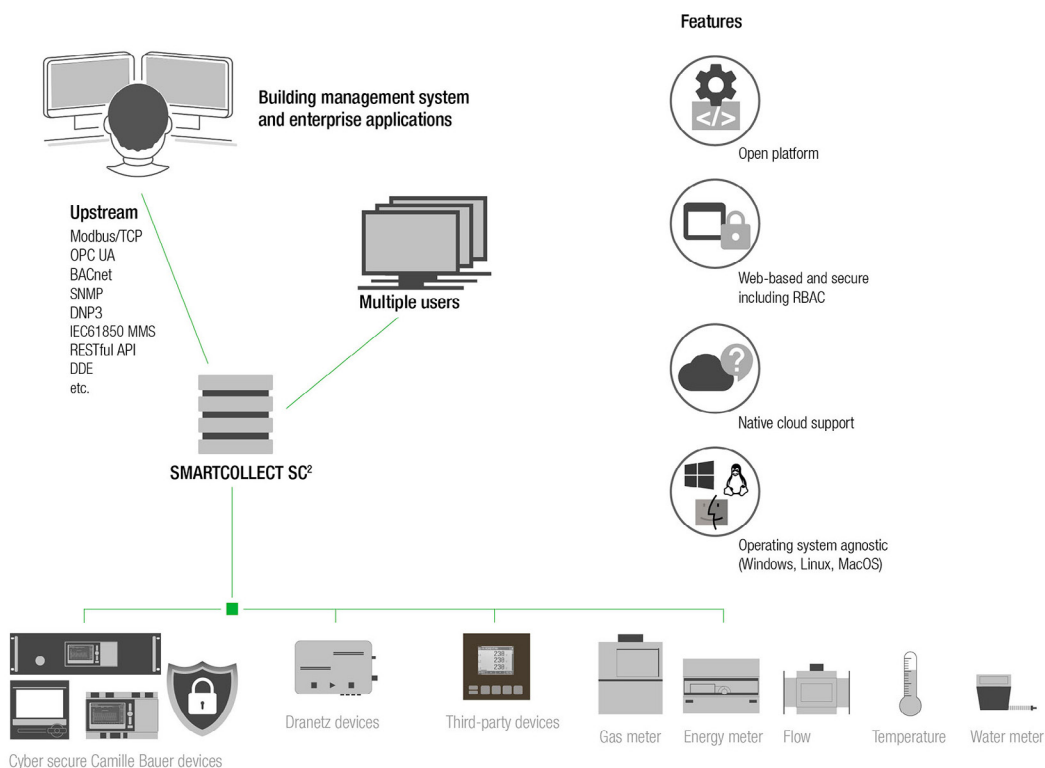 Features
Building management system
and enterprise applications
Open platform
Upstream
Modbus/TCP
OPC UA
BACnet
SNMP
DNP3
IEC61850 MMS
RESTful API
DDE
etc.
Multiple users
Web-based and secure
including RBAC
Native cloud support
SMARTCOLLECT SC²
Operating system agnostic
(Windows, Linux, MacOS)
</>
?
230
230
230
Dranetz devices
Third-party devices
Gas meter
Energy meter
Flow
Temperature
Water meter
Cyber secure Camille Bauer devices